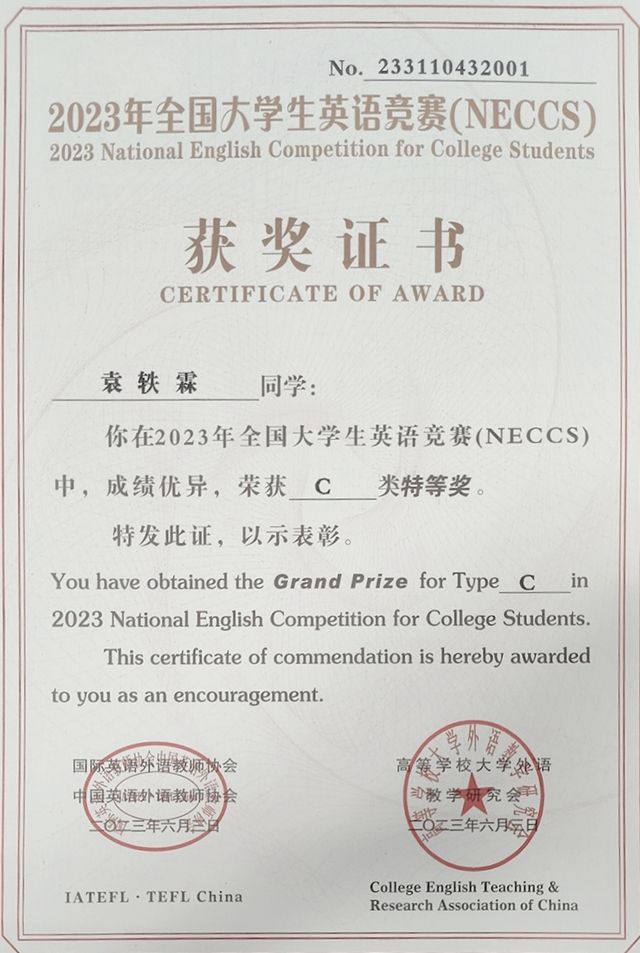 No. 233110432001
2023年全国大学生英语竞赛(NECCS)
2023 National English Competition for College Students
获奖证书
CERTIFICATE OF AWARD
袁轶霖 同学:
你在2023年全国大学生英语竞赛(NECCS)
中，成绩优异，荣获 C 类特等奖。
特发此证，以示表彰。
You have obtained the Grand Prize for Type C in
2023 National English Competition for College Students.
This certificate of commendation is hereby awarded
to you as an encouragement.
国际英语外语教师协会
中国英语外语教师协会
二〇二三年六月三日
IATEFL · TEFL China
高等学校大学外语
教学研究会
二〇二三年六月三日
College English Teaching &
Research Association of China